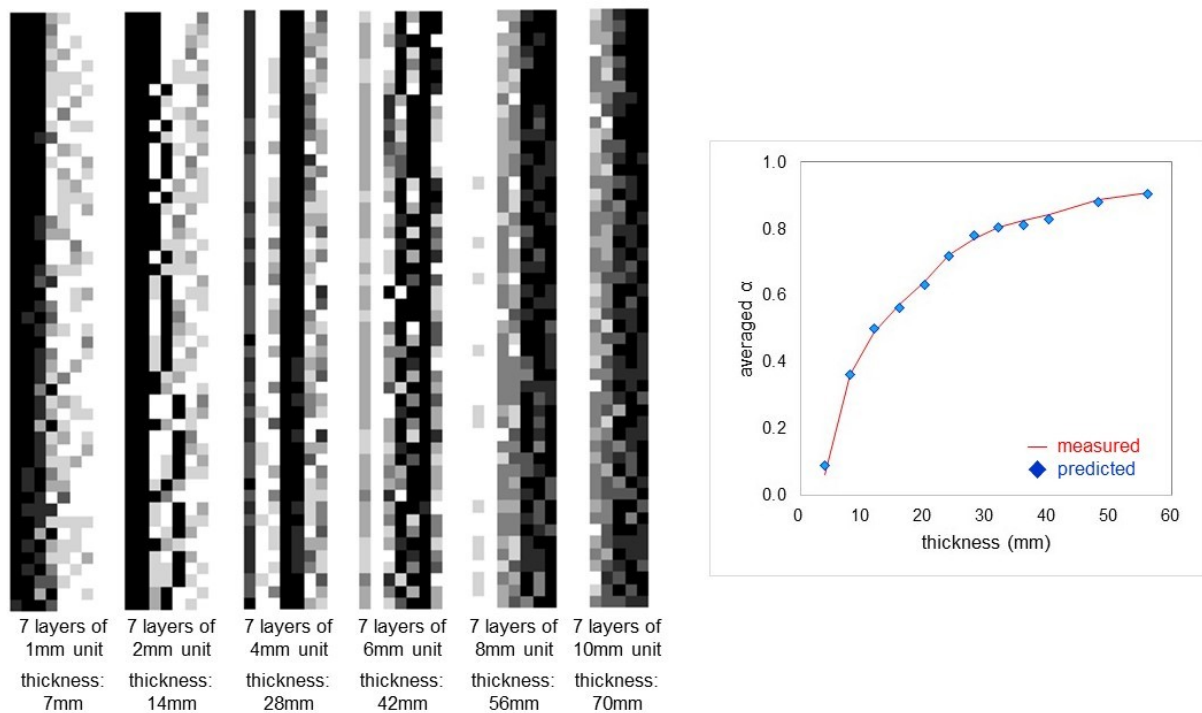 7 layers of
1mm unit
thickness:
7mm
7 layers of
2mm unit
thickness:
14mm
7 layers of
4mm unit
thickness:
28mm
7 layers of
6mm unit
thickness:
42mm
7 layers of
8mm unit
thickness:
56mm
7 layers of
10mm unit
thickness:
70mm
averaged α
1.0
0.8
0.6
0.4
0.2
0.0
measured
predicted
0 10 20 30 40 50 60
thickness (mm)